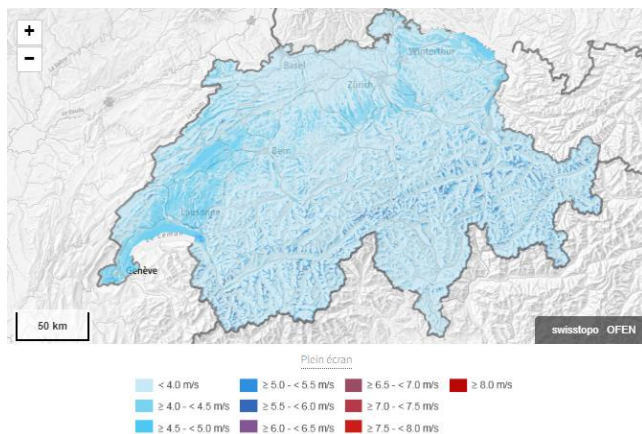 +
−
Basel
Winterthur
Zürich
Bern
Lausanne
Genève
50 km
swisstopo OFEN
Plein écran
< 4.0 m/s
≥ 5.0 - < 5.5 m/s
≥ 6.5 - < 7.0 m/s
≥ 8.0 m/s
≥ 4.0 - < 4.5 m/s
≥ 5.5 - < 6.0 m/s
≥ 7.0 - < 7.5 m/s
≥ 4.5 - < 5.0 m/s
≥ 6.0 - < 6.5 m/s
≥ 7.5 - < 8.0 m/s